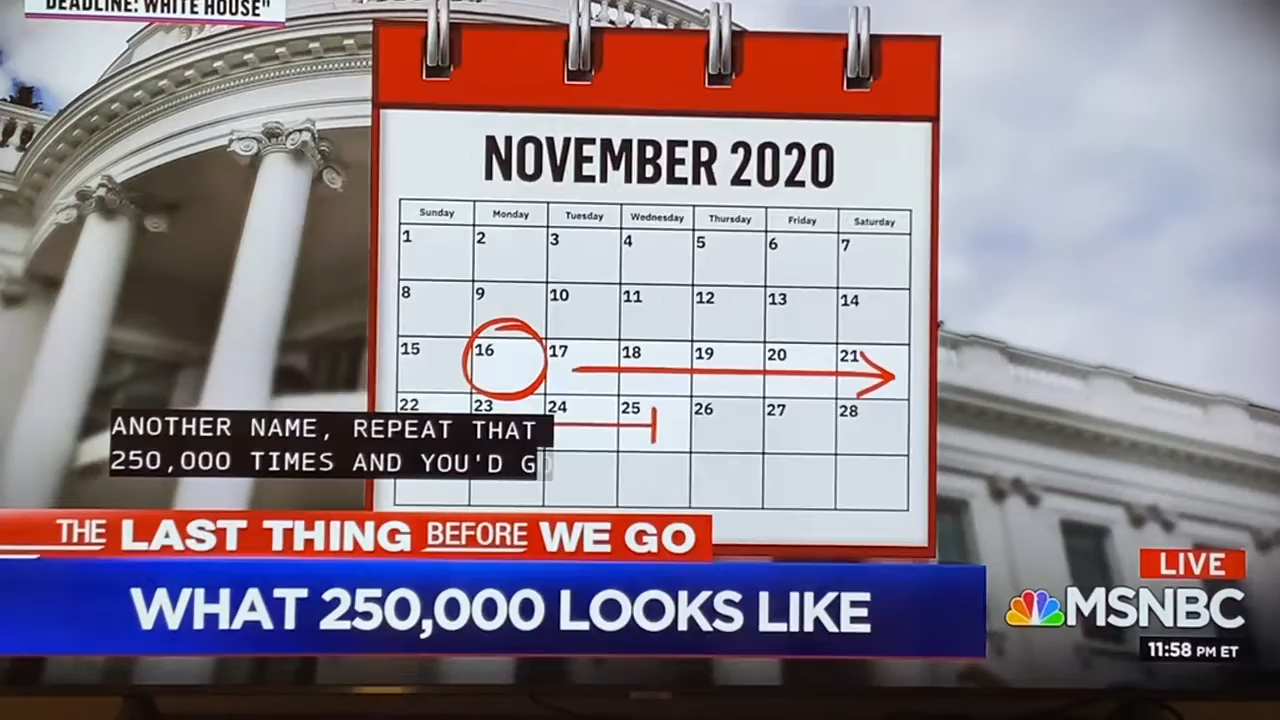 DEADLINE: WHITE HOUSE"
NOVEMBER 2020
Sunday Monday Tuesday Wednesday Thursday Friday Saturday
1 2 3 4 5 6 7
8 9 10 11 12 13 14
15 16 17 18 19 20 21
22 23 24 25 26 27 28
ANOTHER NAME, REPEAT THAT
250,000 TIMES AND YOU'D GO
THE LAST THING BEFORE WE GO
WHAT 250,000 LOOKS LIKE
LIVE
MSNBC
11:58 PM ET